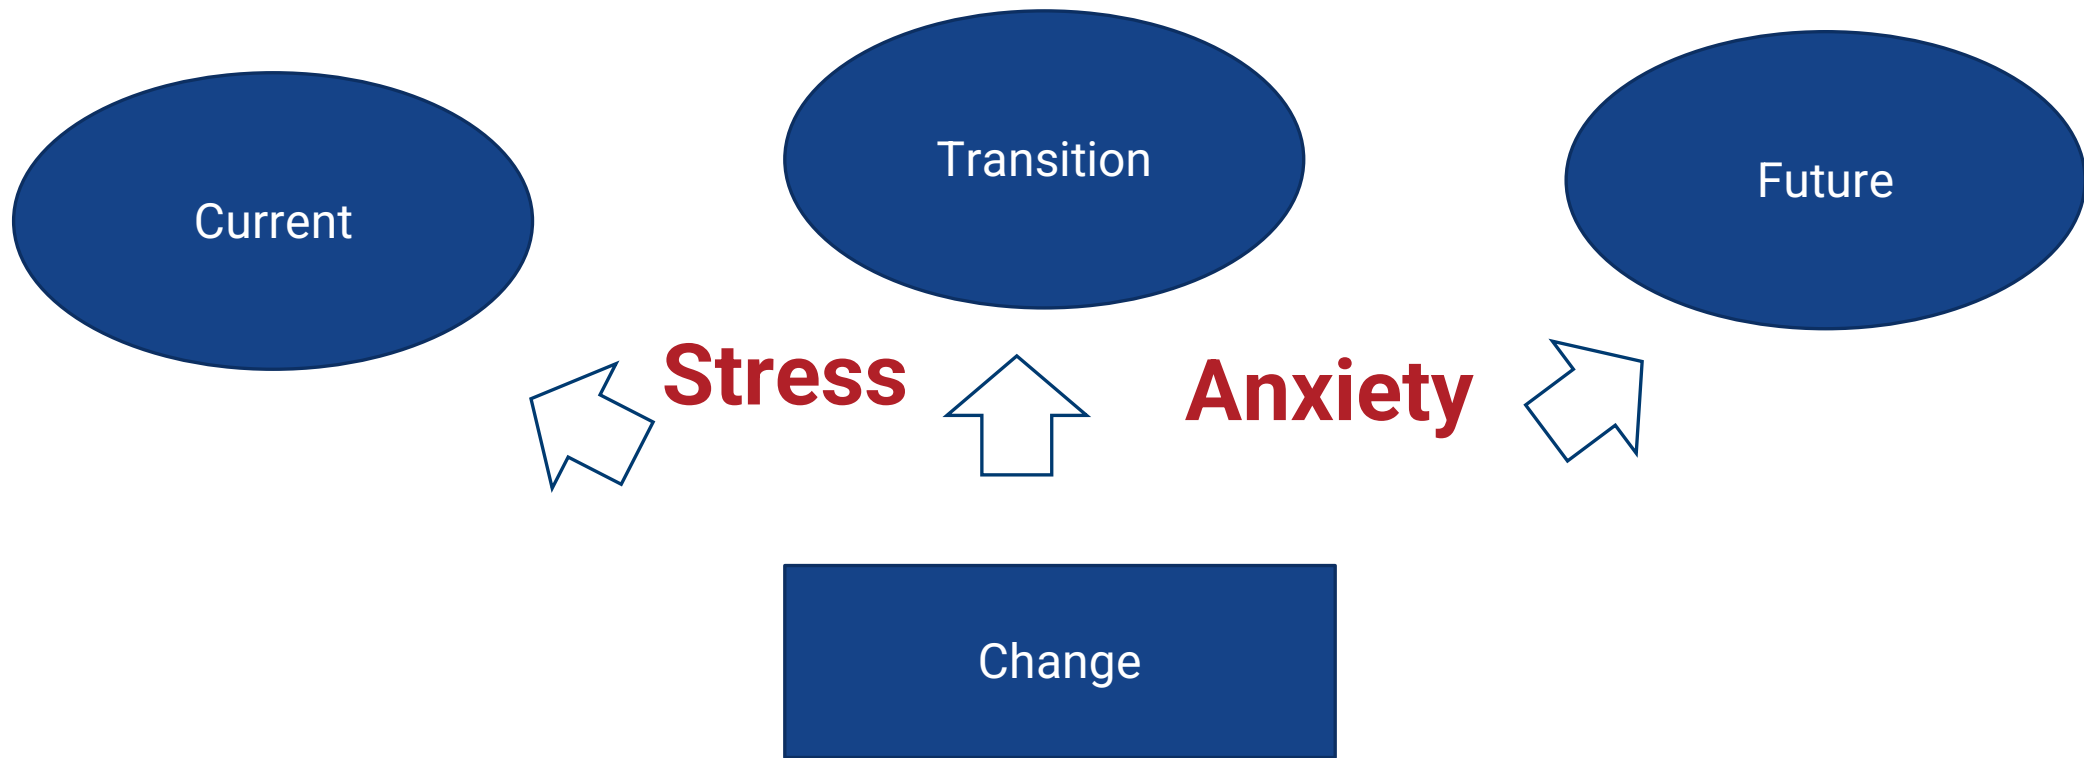 Current
Transition
Future
Stress
Anxiety
Change